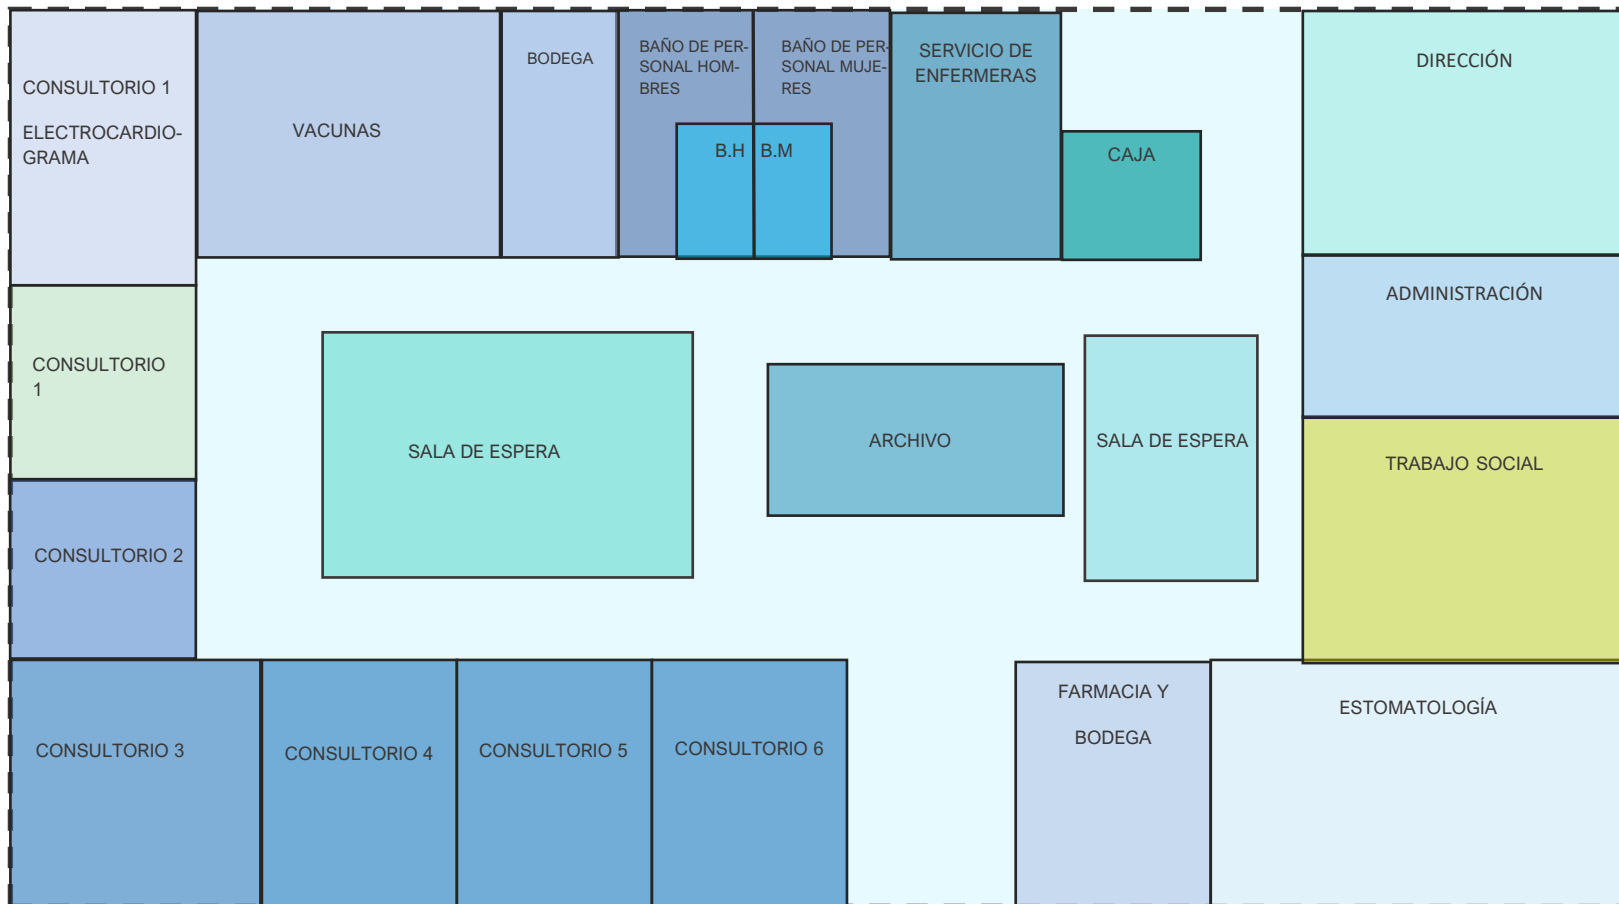 CONSULTORIO 1
ELECTROCARDIO-
GRAMA
VACUNAS
BODEGA
BAÑO DE PER-
SONAL HOM-
BRES
BAÑO DE PER-
SONAL MUJE-
RES
B.H
B.M
SERVICIO DE
ENFERMERAS
CAJA
DIRECCIÓN
ADMINISTRACIÓN
CONSULTORIO
1
SALA DE ESPERA
ARCHIVO
SALA DE ESPERA
TRABAJO SOCIAL
CONSULTORIO 2
CONSULTORIO 3
CONSULTORIO 4
CONSULTORIO 5
CONSULTORIO 6
FARMACIA Y
BODEGA
ESTOMATOLOGÍA